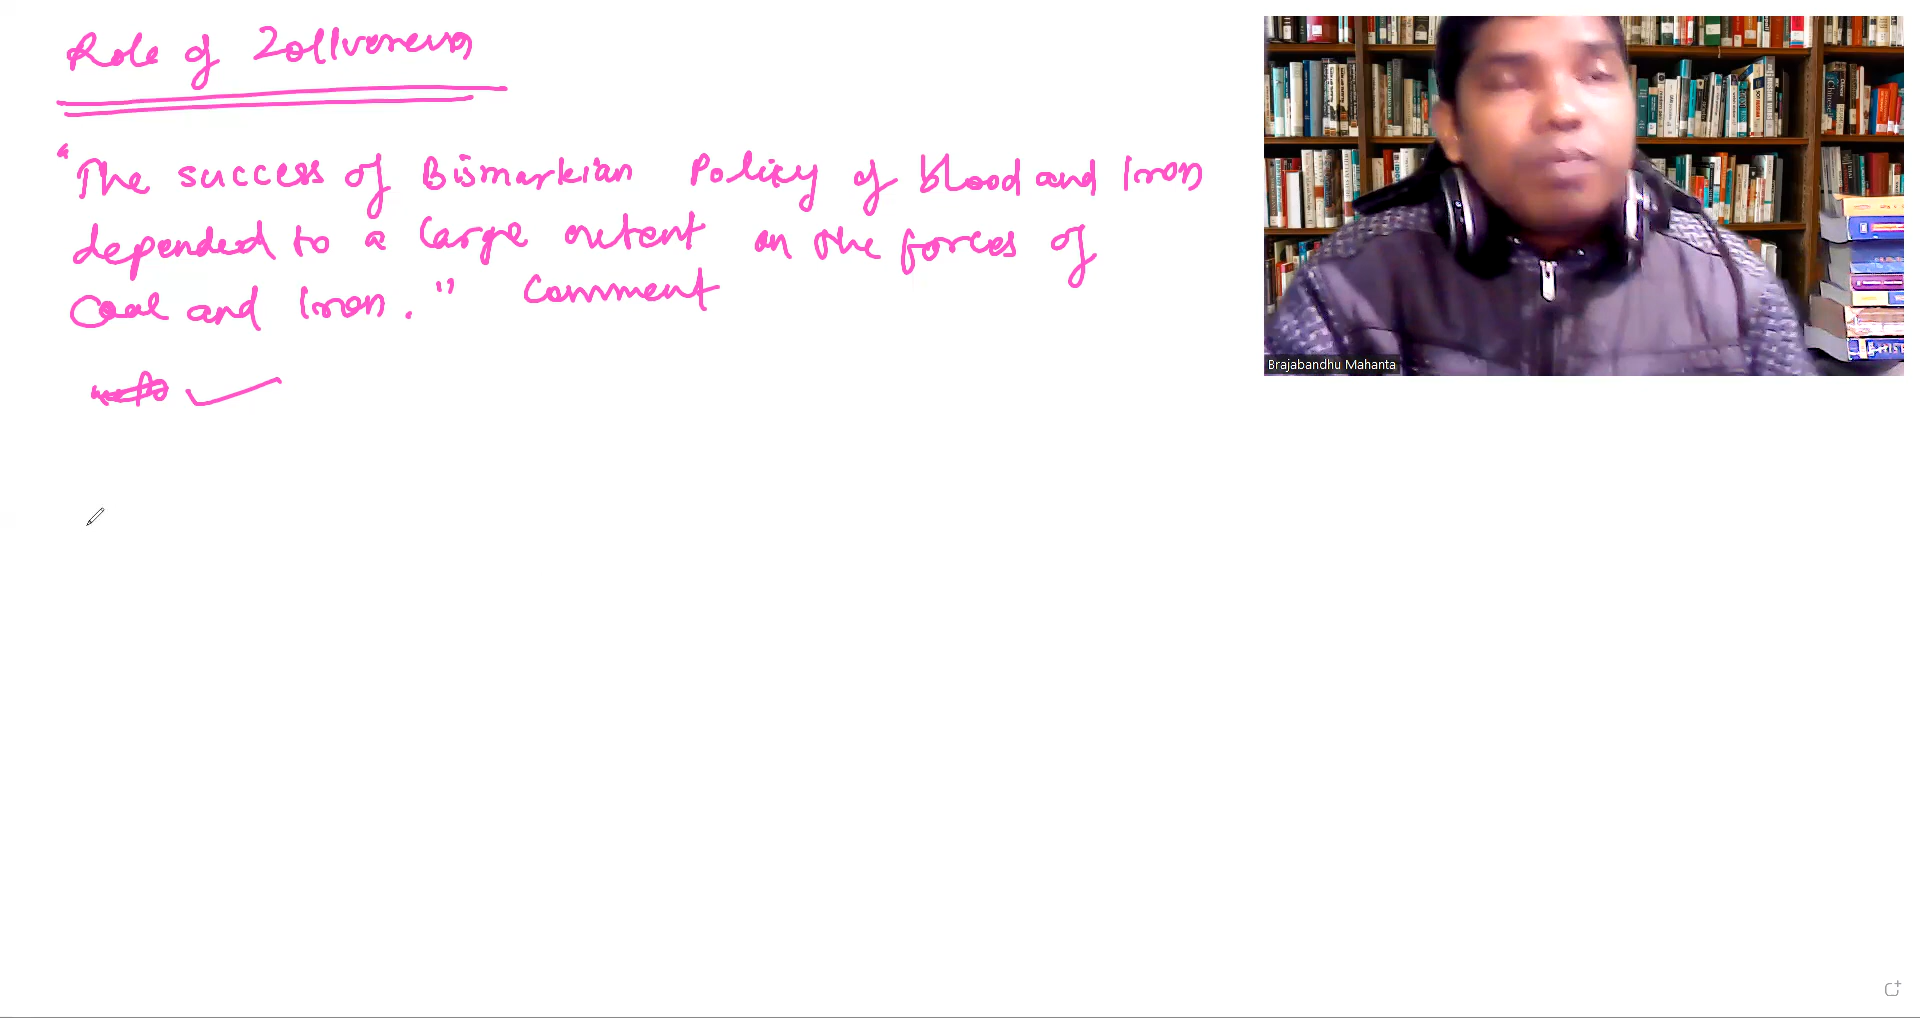 Role of Zollvereva
"The success of Bismarkian Policy of blood and Iron
depended to a large extent on the forces of
Coal and Iron." Comment
Brajabandhu Mahanta